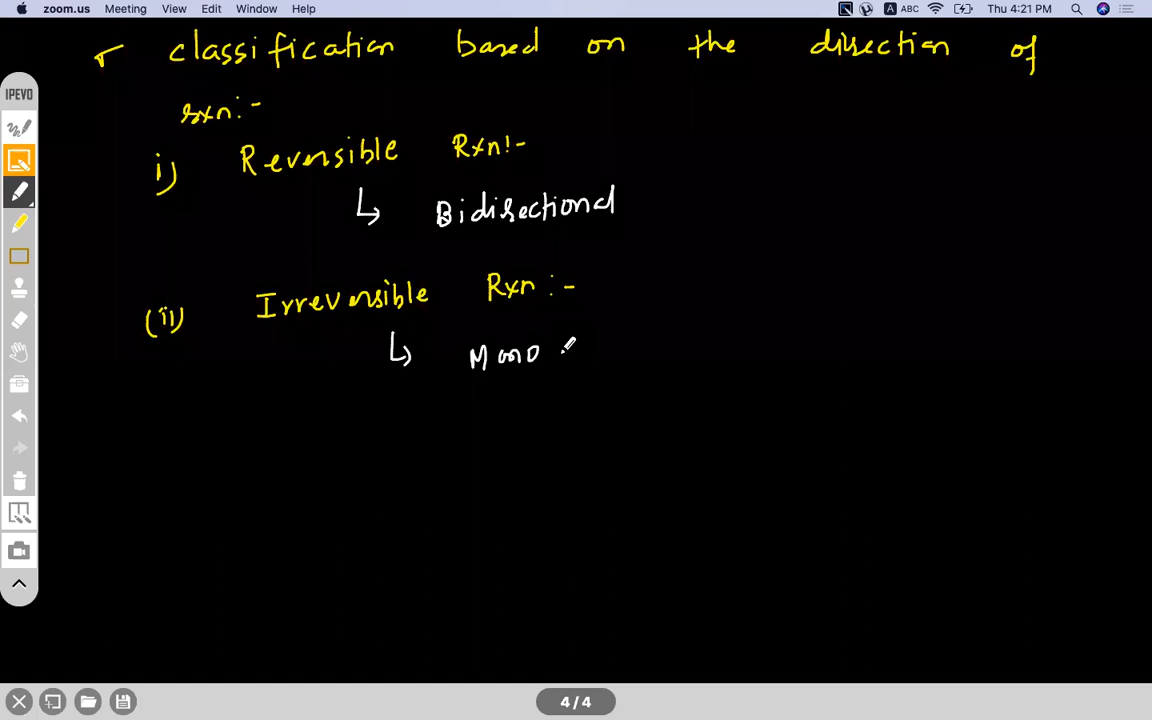 zoom.us Meeting View Edit Window Help A ABC Thu 4:21 PM
classification based on the direction of
IPEVO
rxn:-
i) Reversible Rxn:-
↳ Bidirectional
(ii) Irreversible Rxn:-
↳ Mono
4 / 4